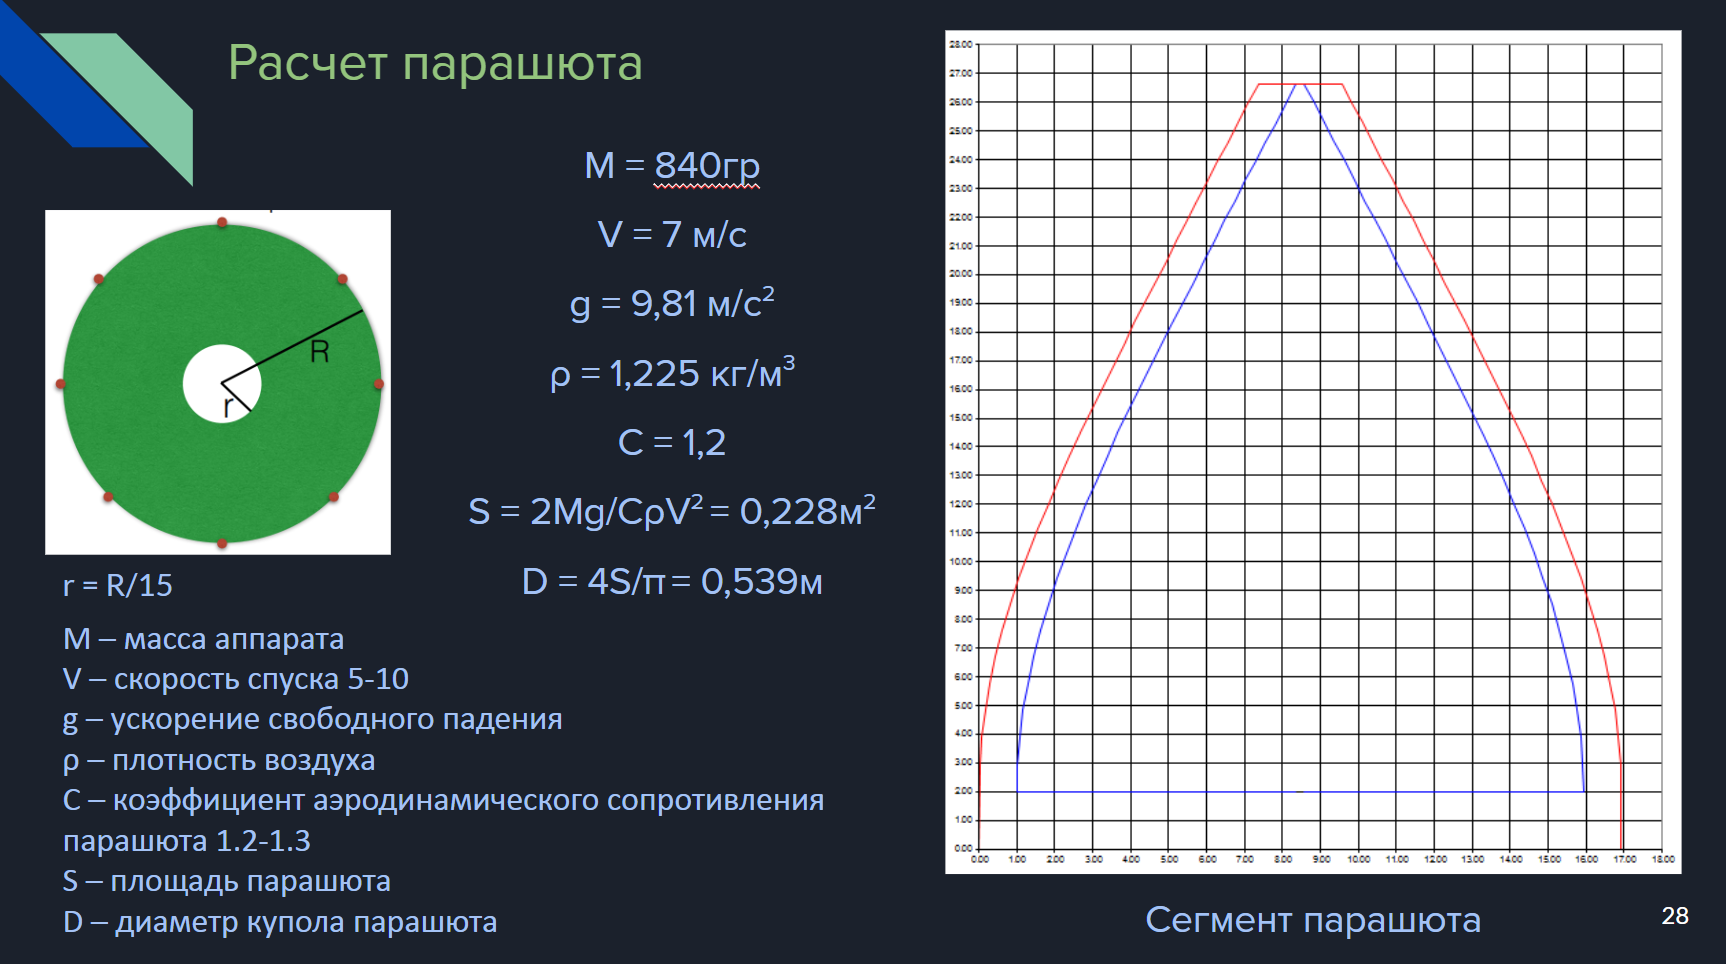 Расчет парашюта
M = 840гр
V = 7 м/с
g = 9,81 м/с²
ρ = 1,225 кг/м³
C = 1,2
S = 2Mg/CρV² = 0,228м²
D = 4S/π = 0,539м
R
r
r = R/15
M – масса аппарата
V – скорость спуска 5-10
g – ускорение свободного падения
ρ – плотность воздуха
C – коэффициент аэродинамического сопротивления
парашюта 1.2-1.3
S – площадь парашюта
D – диаметр купола парашюта
28.00
27.00
26.00
25.00
24.00
23.00
22.00
21.00
20.00
19.00
18.00
17.00
16.00
15.00
14.00
13.00
12.00
11.00
10.00
9.00
8.00
7.00
6.00
5.00
4.00
3.00
2.00
1.00
0.00
0.00 1.00 2.00 3.00 4.00 5.00 6.00 7.00 8.00 9.00 10.00 11.00 12.00 13.00 14.00 15.00 16.00 17.00 18.00
Сегмент парашюта
28